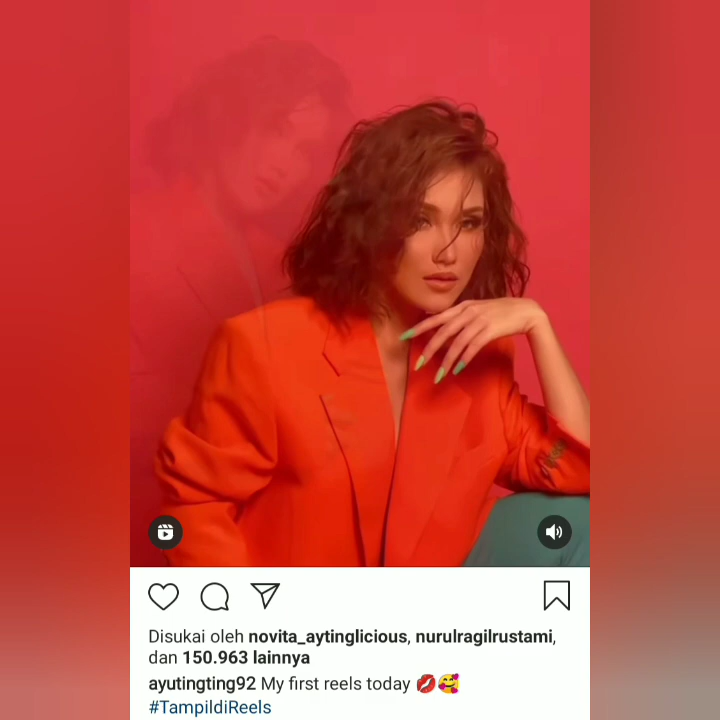 Disukai oleh novita_aytinglicious, nurulragilrustami,
dan 150.963 lainnya
ayutingting92 My first reels today 💋🥰
#TampildiReels